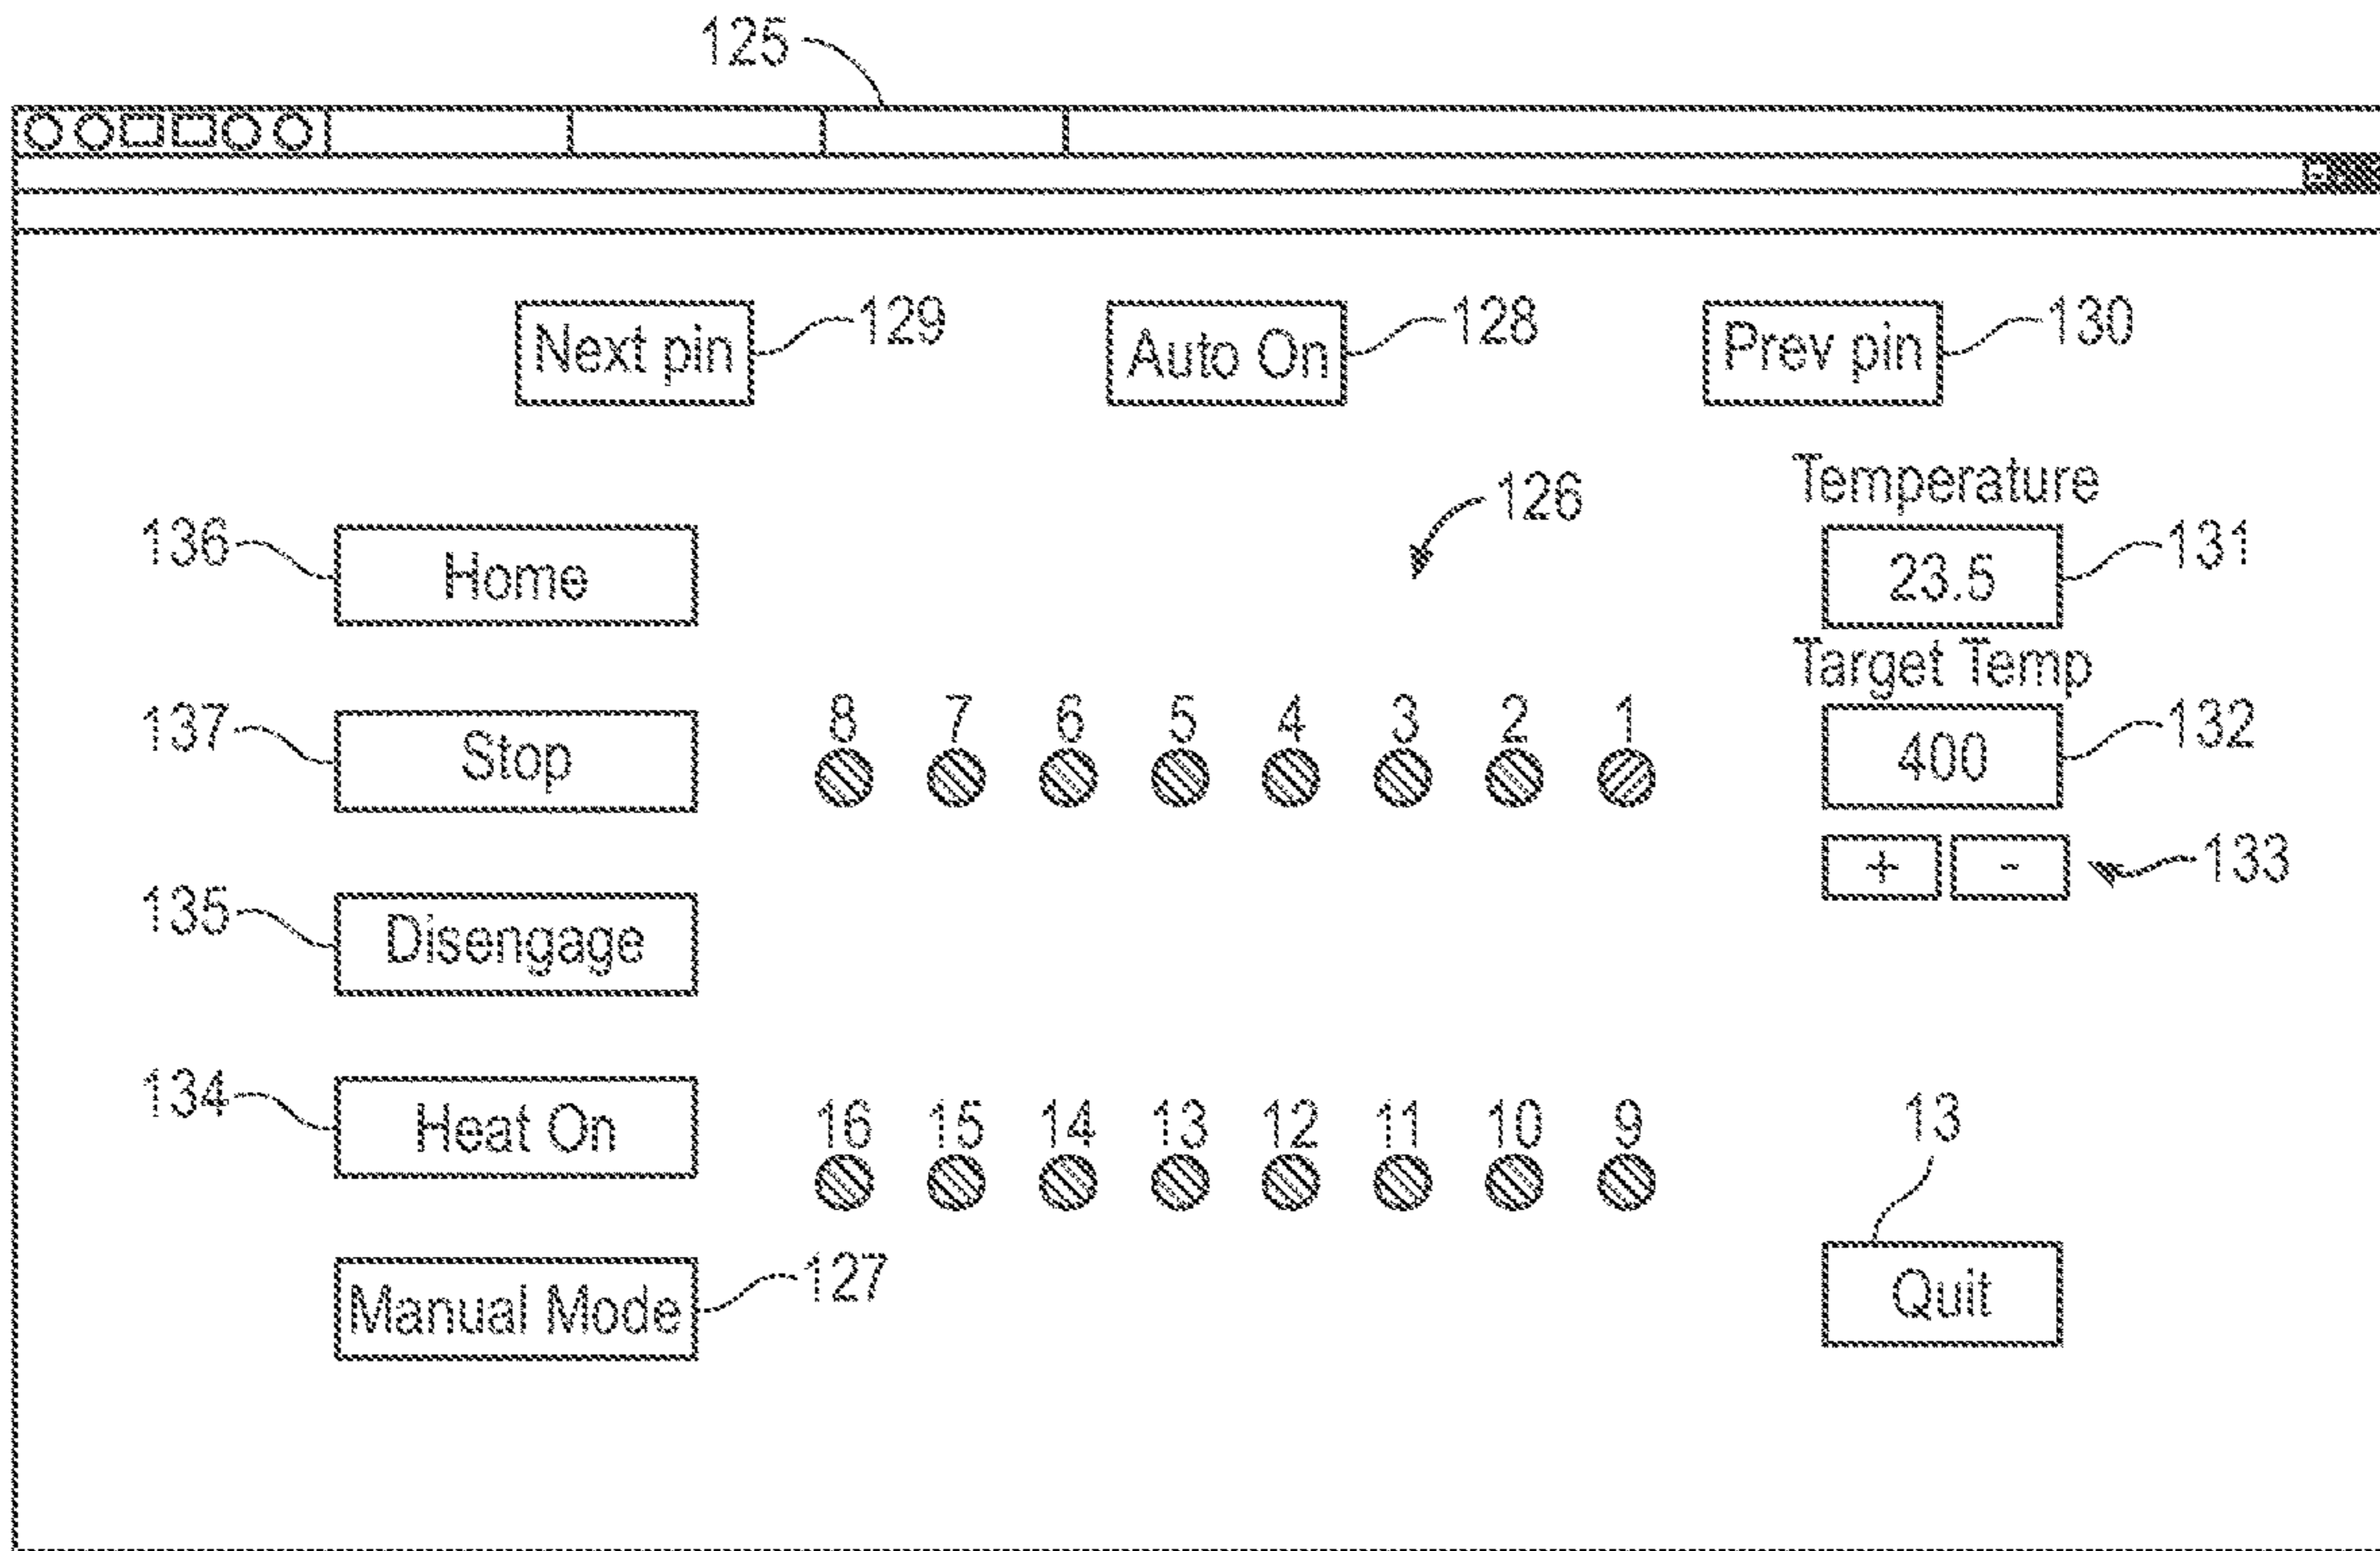 125
Next pin 129 Auto On 128 Prev pin 130
Temperature
136 Home 126 23.5 131
Target Temp
137 Stop 8 7 6 5 4 3 2 1 400 132
+ - 133
135 Disengage
134 Heat On 16 15 14 13 12 11 10 9 13
Manual Mode 127 Quit